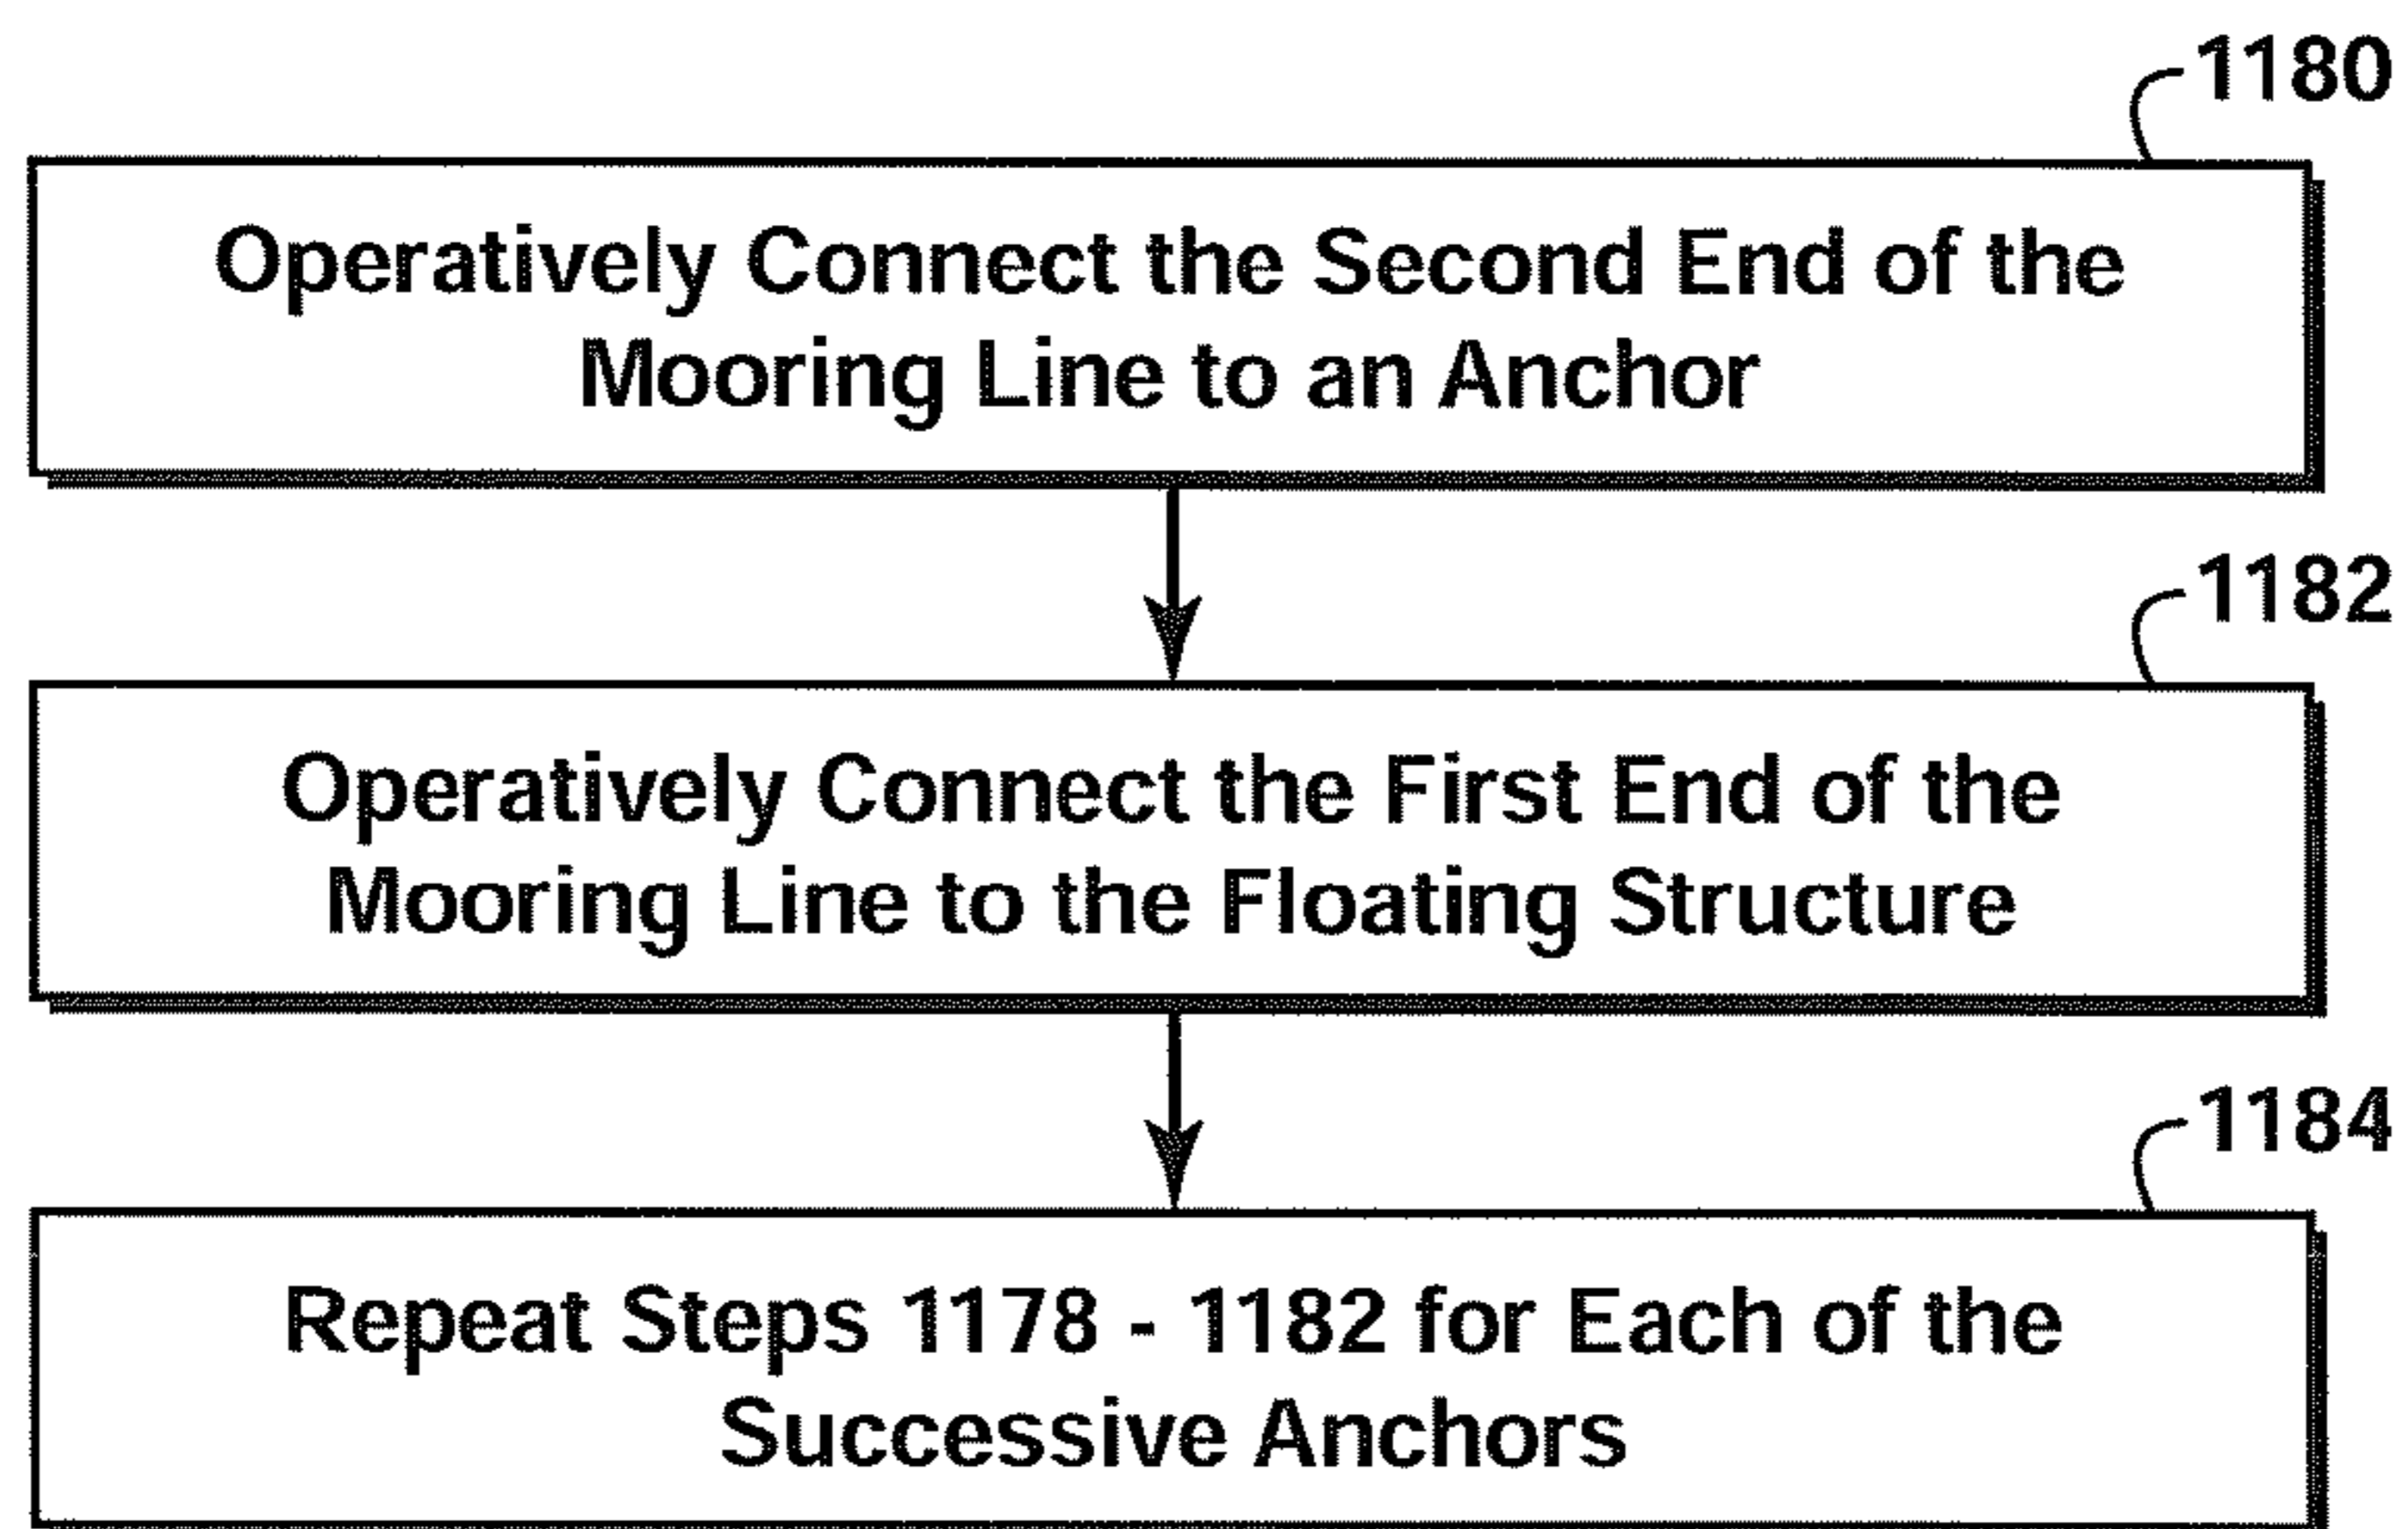 1180
Operatively Connect the Second End of the
Mooring Line to an Anchor
1182
Operatively Connect the First End of the
Mooring Line to the Floating Structure
1184
Repeat Steps 1178 - 1182 for Each of the
Successive Anchors